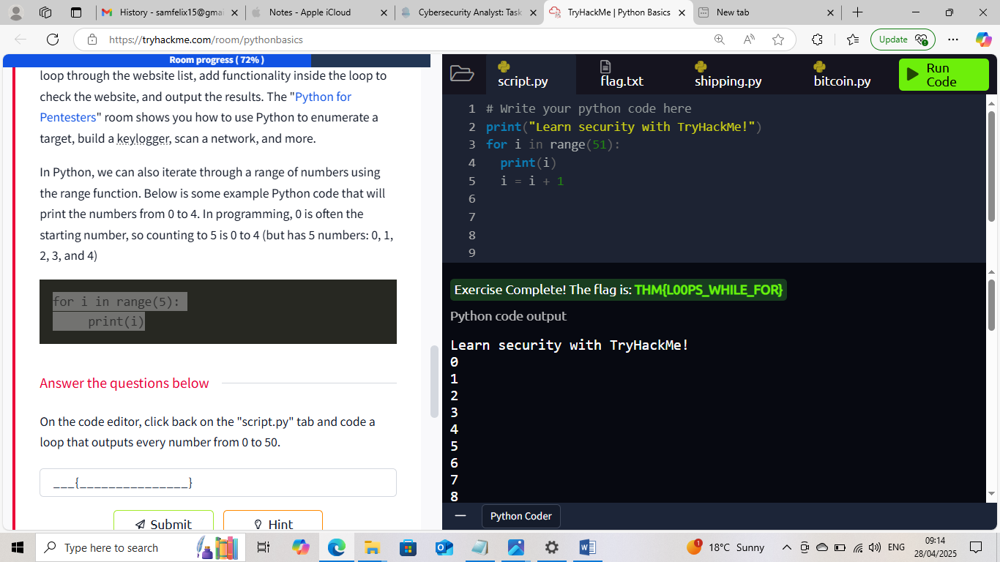 History - samfelix15@gmai
Notes - Apple iCloud
Cybersecurity Analyst: Task
TryHackMe | Python Basics
New tab
https://tryhackme.com/room/pythonbasics
Update
Room progress ( 72% )
loop through the website list, add functionality inside the loop to
check the website, and output the results. The "Python for
Pentesters" room shows you how to use Python to enumerate a
target, build a keylogger, scan a network, and more.
In Python, we can also iterate through a range of numbers using
the range function. Below is some example Python code that will
print the numbers from 0 to 4. In programming, 0 is often the
starting number, so counting to 5 is 0 to 4 (but has 5 numbers: 0, 1,
2, 3, and 4)
for i in range(5):
print(i)
Answer the questions below
On the code editor, click back on the "script.py" tab and code a
loop that outputs every number from 0 to 50.
___{_______________}
Submit
Hint
script.py
flag.txt
shipping.py
bitcoin.py
Run
Code
1 # Write your python code here
2 print("Learn security with TryHackMe!")
3 for i in range(51):
4 print(i)
5 i = i + 1
6
7
8
9
Exercise Complete! The flag is: THM{L00PS_WHILE_FOR}
Python code output
Learn security with TryHackMe!
0
1
2
3
4
5
6
7
8
Python Coder
Type here to search
1
18°C Sunny
ENG
09:14
28/04/2025